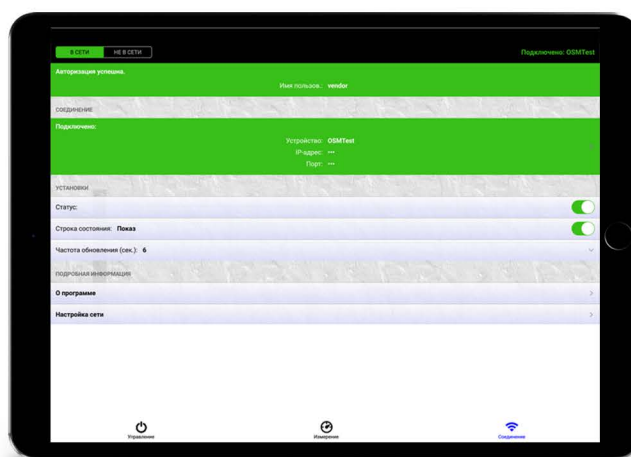 В СЕТИ НЕ В СЕТИ Подключено: OSMTest
Авторизация успешна.
Имя пользов.: vendor
СОЕДИНЕНИЕ
Подключено:
Устройство: OSMTest
IP-адрес: ---
Порт: ---
УСТАНОВКИ
Статус:
Строка состояния: Показ
Частота обновления (сек.): 6
ПОДРОБНАЯ ИНФОРМАЦИЯ
О программе
Настройка сети
Управление Измерения Соединение